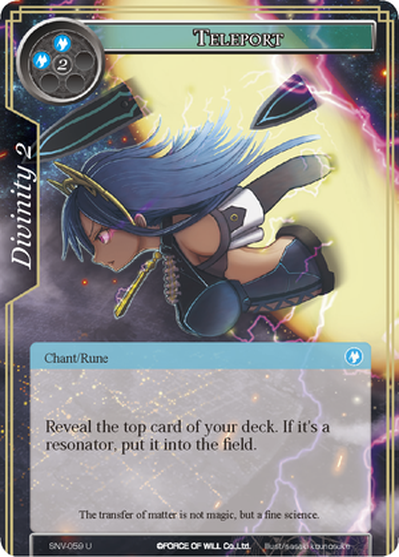 TELEPORT
2
Divinity 2
Chant/Rune
Reveal the top card of your deck. If it's a
resonator, put it into the field.
The transfer of matter is not magic, but a fine science.
SNV-059 U
©FORCE OF WILL Co.,Ltd.
Illust/